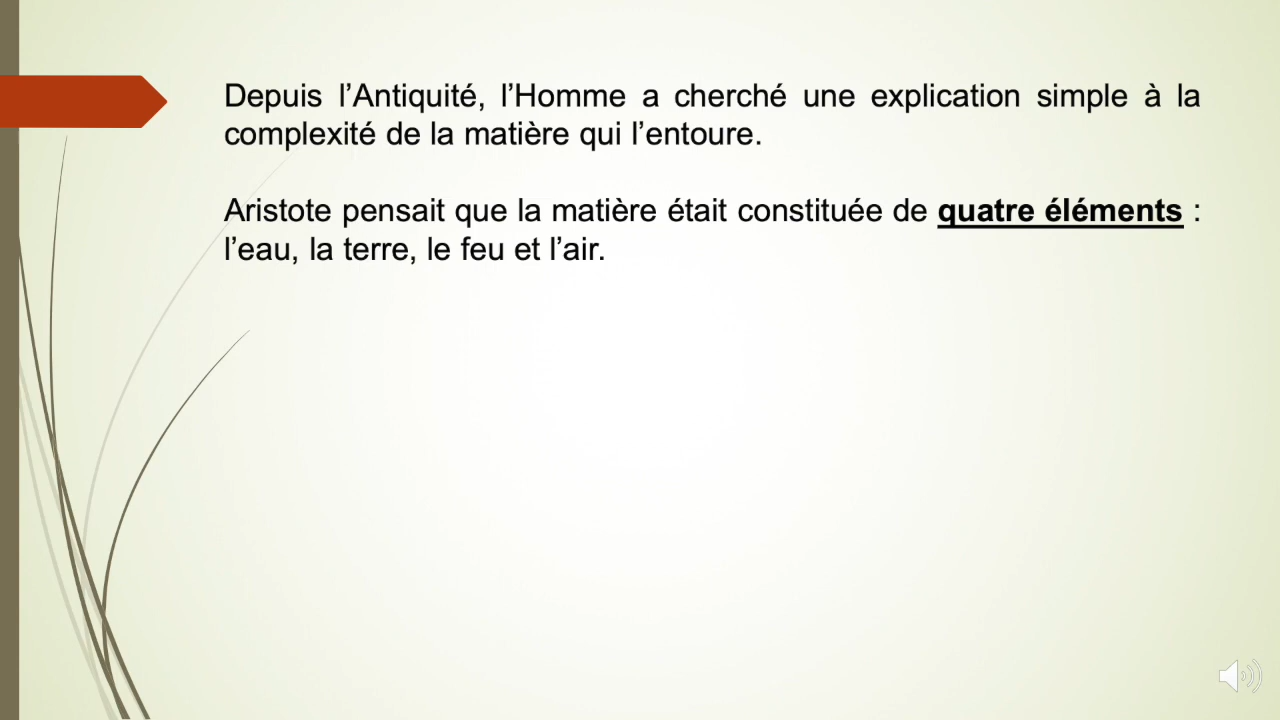 Depuis l’Antiquité, l’Homme a cherché une explication simple à la
complexité de la matière qui l’entoure.
Aristote pensait que la matière était constituée de quatre éléments :
l’eau, la terre, le feu et l’air.